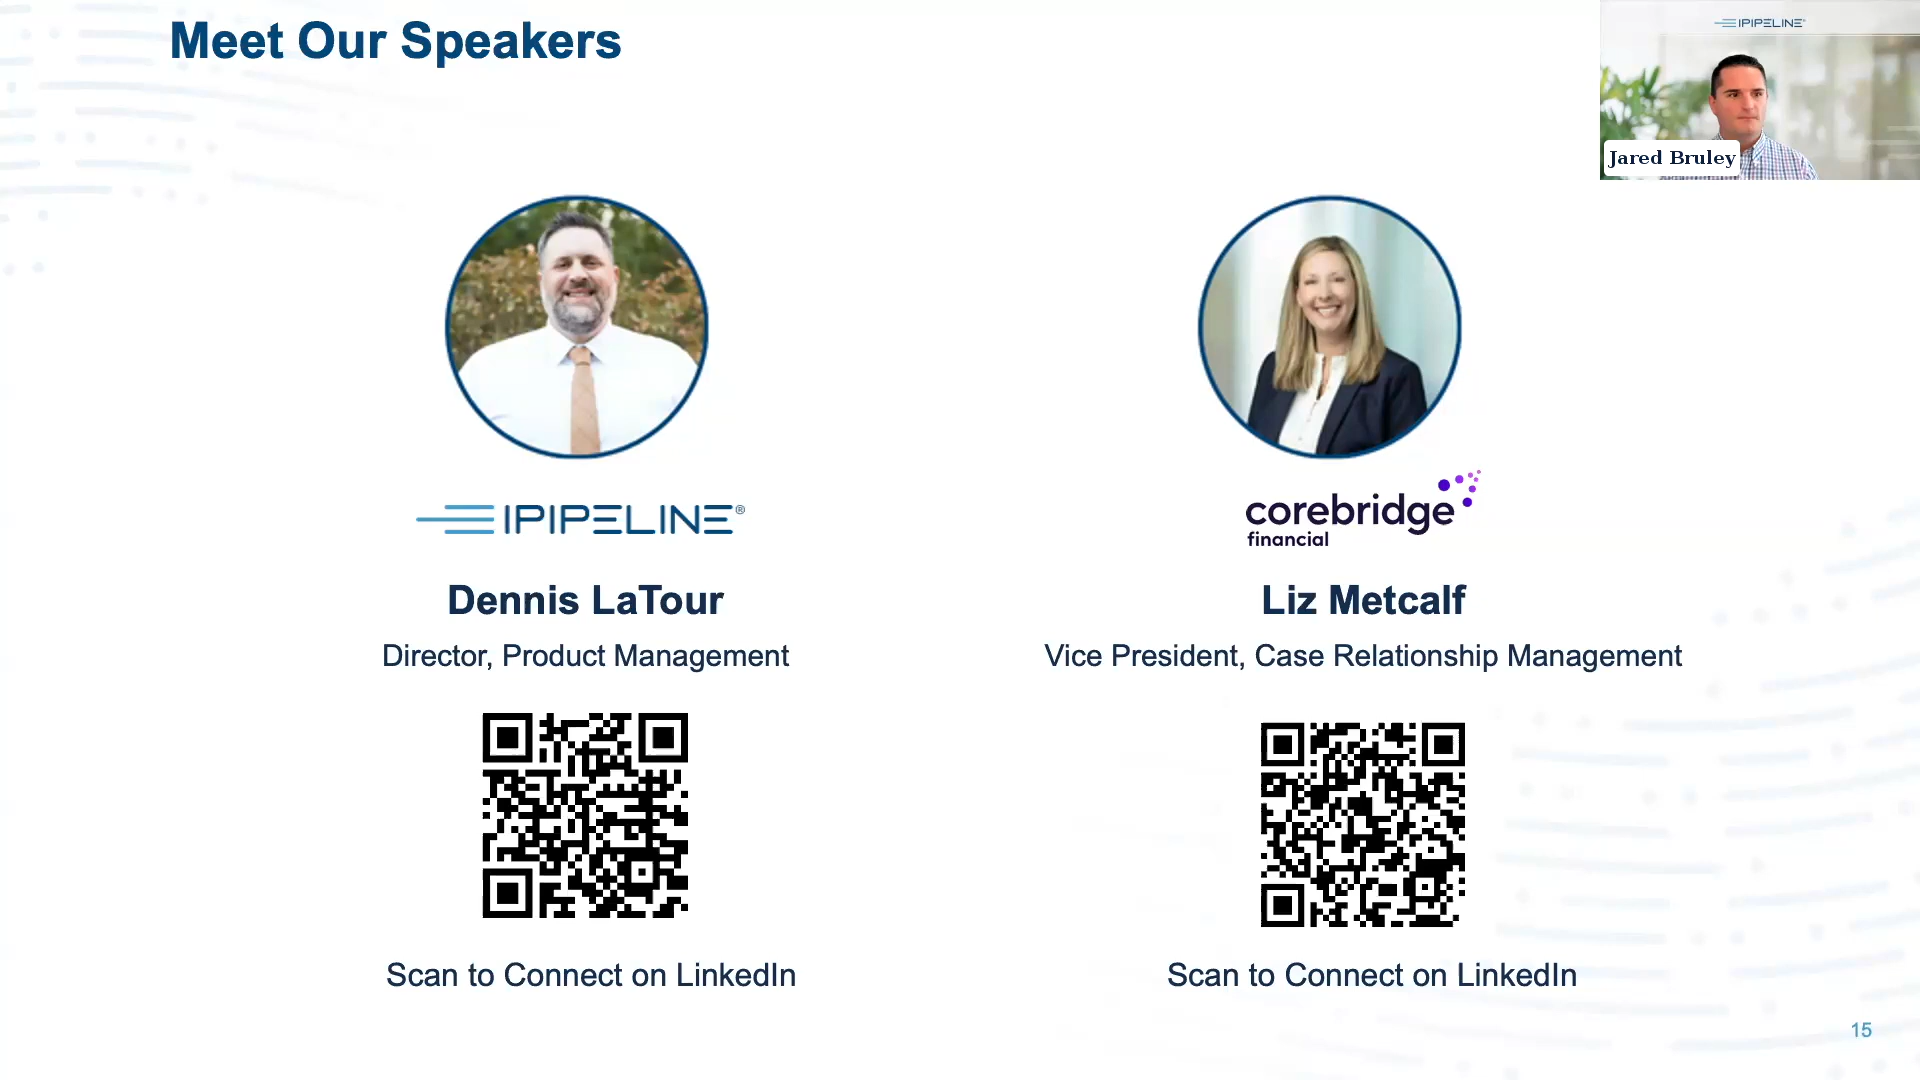 Meet Our Speakers
IPIPELINE®
Jared Bruley
IPIPELINE®
corebridge
financial
Dennis LaTour
Liz Metcalf
Director, Product Management
Vice President, Case Relationship Management
Scan to Connect on LinkedIn
Scan to Connect on LinkedIn
15